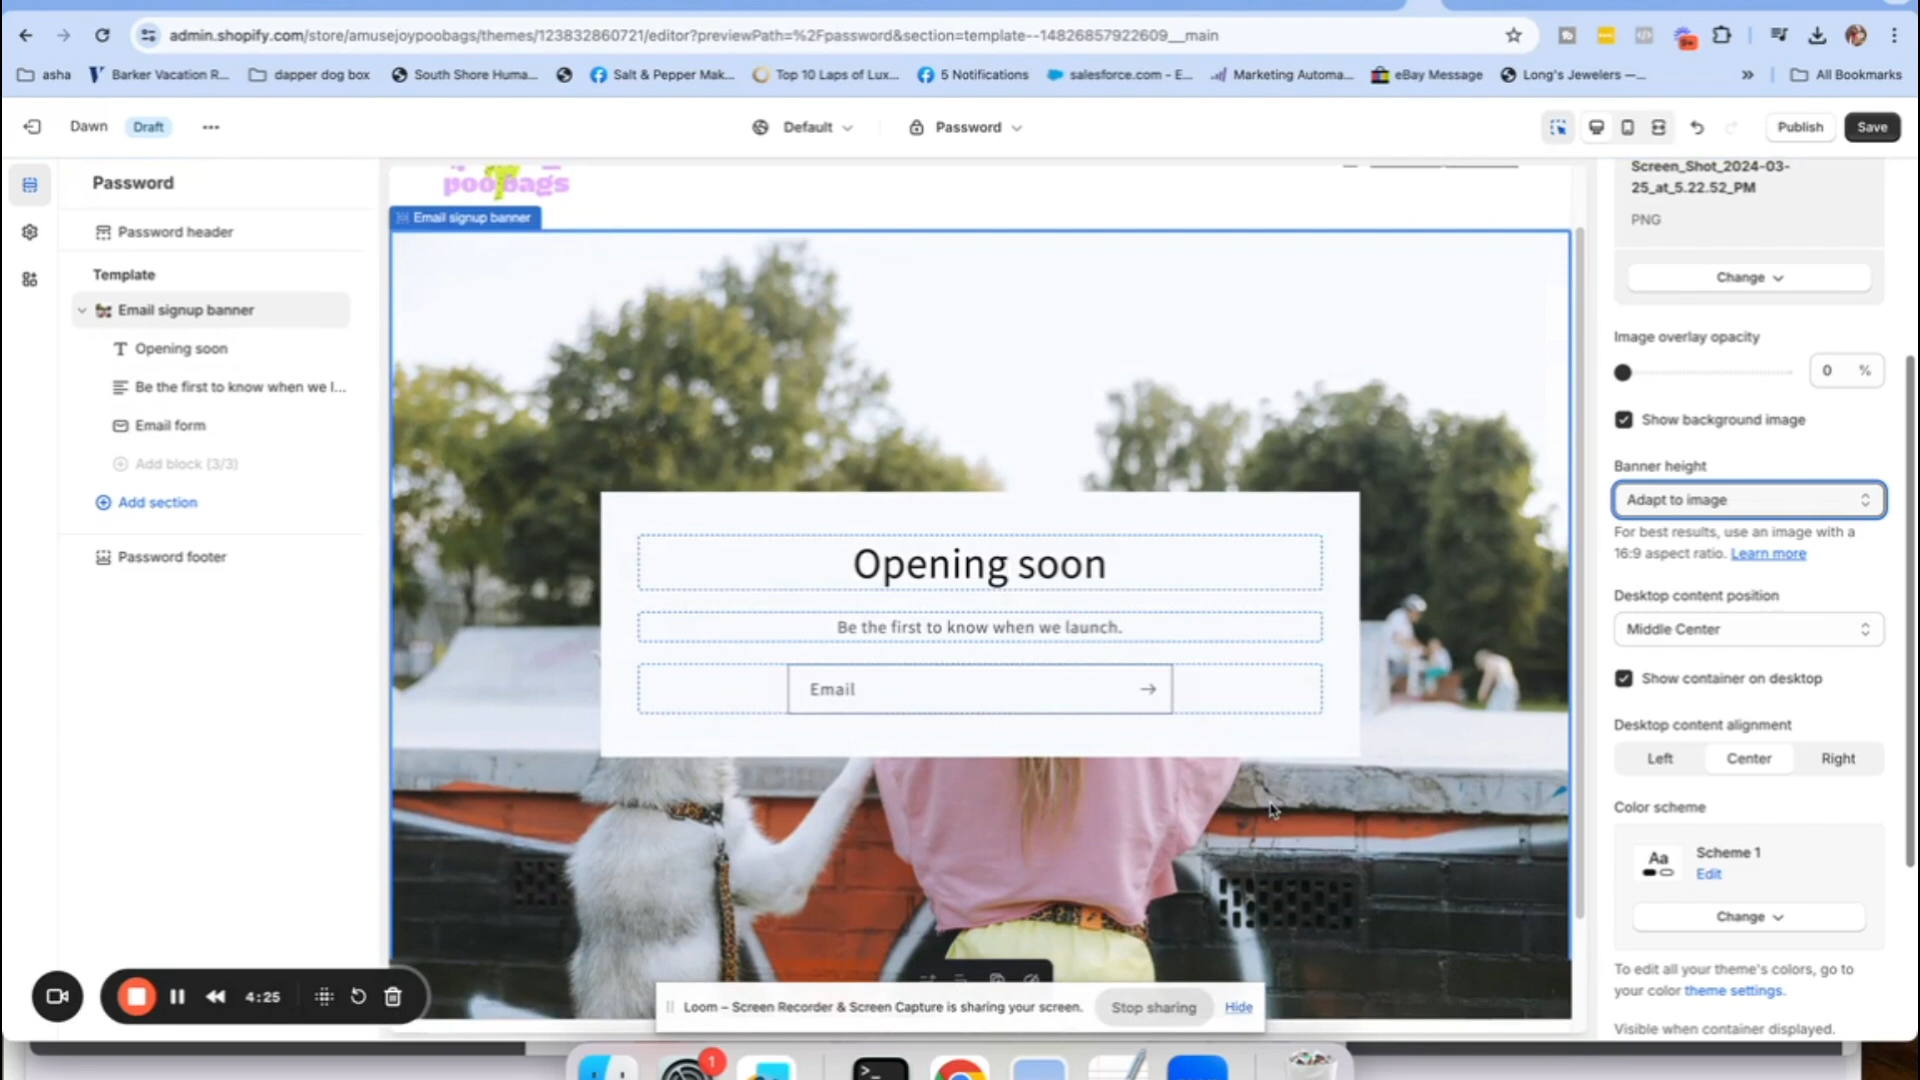 admin.shopify.com/store/amusejoypoobags/themes/123832860721/editor?previewPath=%2Fpassword&section=template--14826857922609__main
9+
asha
Barker Vacation R...
dapper dog box
South Shore Huma...
Salt & Pepper Mak...
Top 10 Laps of Lux...
5 Notifications
salesforce.com - E...
Marketing Automa...
eBay Message
Long's Jewelers —...
All Bookmarks
Dawn
Draft
Default
Password
Publish
Save
Password
Password header
Template
Email signup banner
Opening soon
Be the first to know when we l...
Email form
Add block (3/3)
Add section
Password footer
poo bags
Email signup banner
Opening soon
Be the first to know when we launch.
Email
Screen_Shot_2024-03-
25_at_5.22.52_PM
PNG
Change
Image overlay opacity
0 %
Show background image
Banner height
Adapt to image
For best results, use an image with a
16:9 aspect ratio. Learn more
Desktop content position
Middle Center
Show container on desktop
Desktop content alignment
Left
Center
Right
Color scheme
Aa
Scheme 1
Edit
Change
To edit all your theme's colors, go to
your color theme settings.
Visible when container displayed.
4:25
Loom – Screen Recorder & Screen Capture is sharing your screen.
Stop sharing
Hide
1